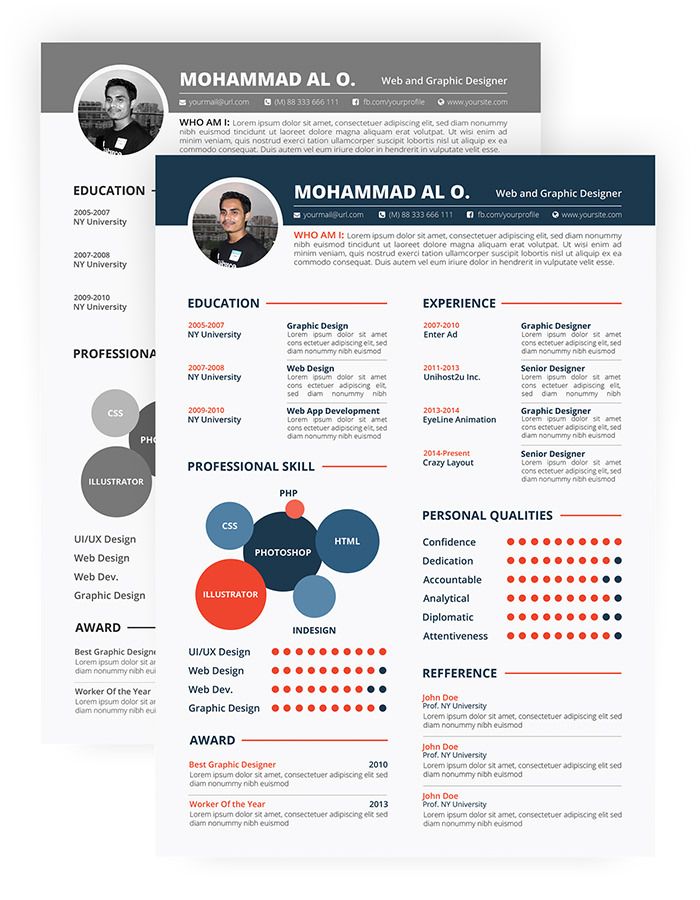 MOHAMMAD AL O.
Web and Graphic Designer
yourmail@url.com (M) 88 333 666 111 fb.com/yourprofile www.yoursite.com
WHO AM I: Lorem ipsum dolor sit amet, consectetuer adipiscing elit, sed diam
nonummy nibh euismod tincidunt ut laoreet dolore magna aliquam erat volutpat. Ut
wisi enim ad minim veniam, quis nostrud exerci tation ullamcorper suscipit lobortis nisl
ut aliquip ex. Duis autem vel eum iriure dolor in hendrerit in vulputate velit esse.
EDUCATION
2005-2007
NY University
2007-2008
NY University
2009-2010
NY University
PROFESSIONA
CSS
PHO
ILLUSTRATOR
UI/UX Design
Web Design
Web Dev.
Graphic Design
AWARD
Best Graphic Designe
Lorem ipsum dolor sit a
diam nonummy nibh eui
Worker Of the Year
Lorem ipsum dolor sit a
diam nonummy nibh eui
MOHAMMAD AL O.
Web and Graphic Designer
yourmail@url.com (M) 88 333 666 111 fb.com/yourprofile www.yoursite.com
WHO AM I: Lorem ipsum dolor sit amet, consectetuer adipiscing elit, sed diam
nonummy nibh euismod tincidunt ut laoreet dolore magna aliquam erat volutpat. Ut
wisi enim ad minim veniam, quis nostrud exerci tation ullamcorper suscipit lobortis nisl
ut aliquip ex. Duis autem vel eum iriure dolor in hendrerit in vulputate velit esse.
EDUCATION
2005-2007
NY University
Graphic Design
Lorem ipsum dolor sit amet
cons ectetuer adipiscing elit, sed
diam nonummy nibh euismod
2007-2008
NY University
Web Design
Lorem ipsum dolor sit amet
cons ectetuer adipiscing elit,
sed diam nonummy nibh
2009-2010
NY University
Web App Development
Lorem ipsum dolor sit amet
cons ectetuer adipiscing elit, sed
diam nonummy nibh euismod
PROFESSIONAL SKILL
PHP
CSS
PHOTOSHOP
HTML
ILLUSTRATOR
INDESIGN
UI/UX Design
Web Design
Web Dev.
Graphic Design
AWARD
Best Graphic Designer 2010
Lorem ipsum dolor sit amet, consectetuer adipiscing elit sed
diam nonummy nibh euismod
Worker Of the Year 2013
Lorem ipsum dolor sit amet, consectetuer adipiscing elit sed
diam nonummy nibh euismod
EXPERIENCE
2007-2010
Enter Ad
Graphic Designer
Lorem ipsum dolor sit amet
cons ectetuer adipiscing elit, sed
diam nonummy nibh euismod
2011-2013
Unihost2u Inc.
Senior Designer
Lorem ipsum dolor sit amet
cons ectetuer adipiscing elit,
sed diam nonummy nibh
2013-2014
EyeLine Animation
Graphic Designer
Lorem ipsum dolor sit amet
cons ectetuer adipiscing elit, sed
diam nonummy nibh euismod
2014-Present
Crazy Layout
Senior Designer
Lorem ipsum dolor sit amet
cons ectetuer adipiscing elit, sed
diam nonummy nibh euismod
PERSONAL QUALITIES
Confidence
Dedication
Accountable
Analytical
Diplomatic
Attentiveness
REFFERENCE
John Doe
Prof. NY University
Lorem ipsum dolor sit amet, consectetuer adipiscing elit sed
diam nonummy nibh euismod
John Doe
Prof. NY University
Lorem ipsum dolor sit amet, consectetuer adipiscing elit sed
diam nonummy nibh euismod
John Doe
Prof. NY University
Lorem ipsum dolor sit amet, consectetuer adipiscing elit sed
diam nonummy nibh euismod